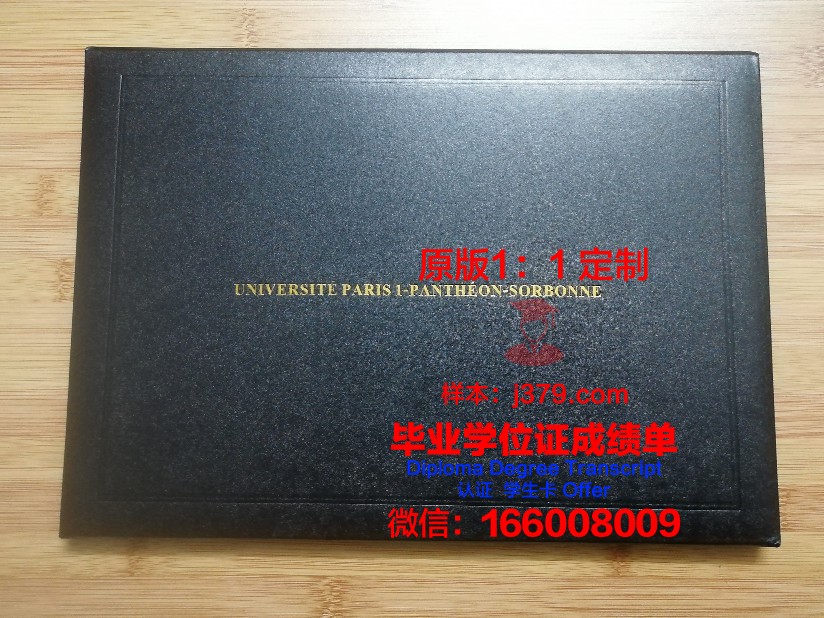 原版1：1 定制
UNIVERSITE PARIS 1-PANTHÉON-SORBONNE
样本：j379.com
毕业学位证成绩单
Diploma Degree Transcript
认证 学生卡 Offer
微信：166008009